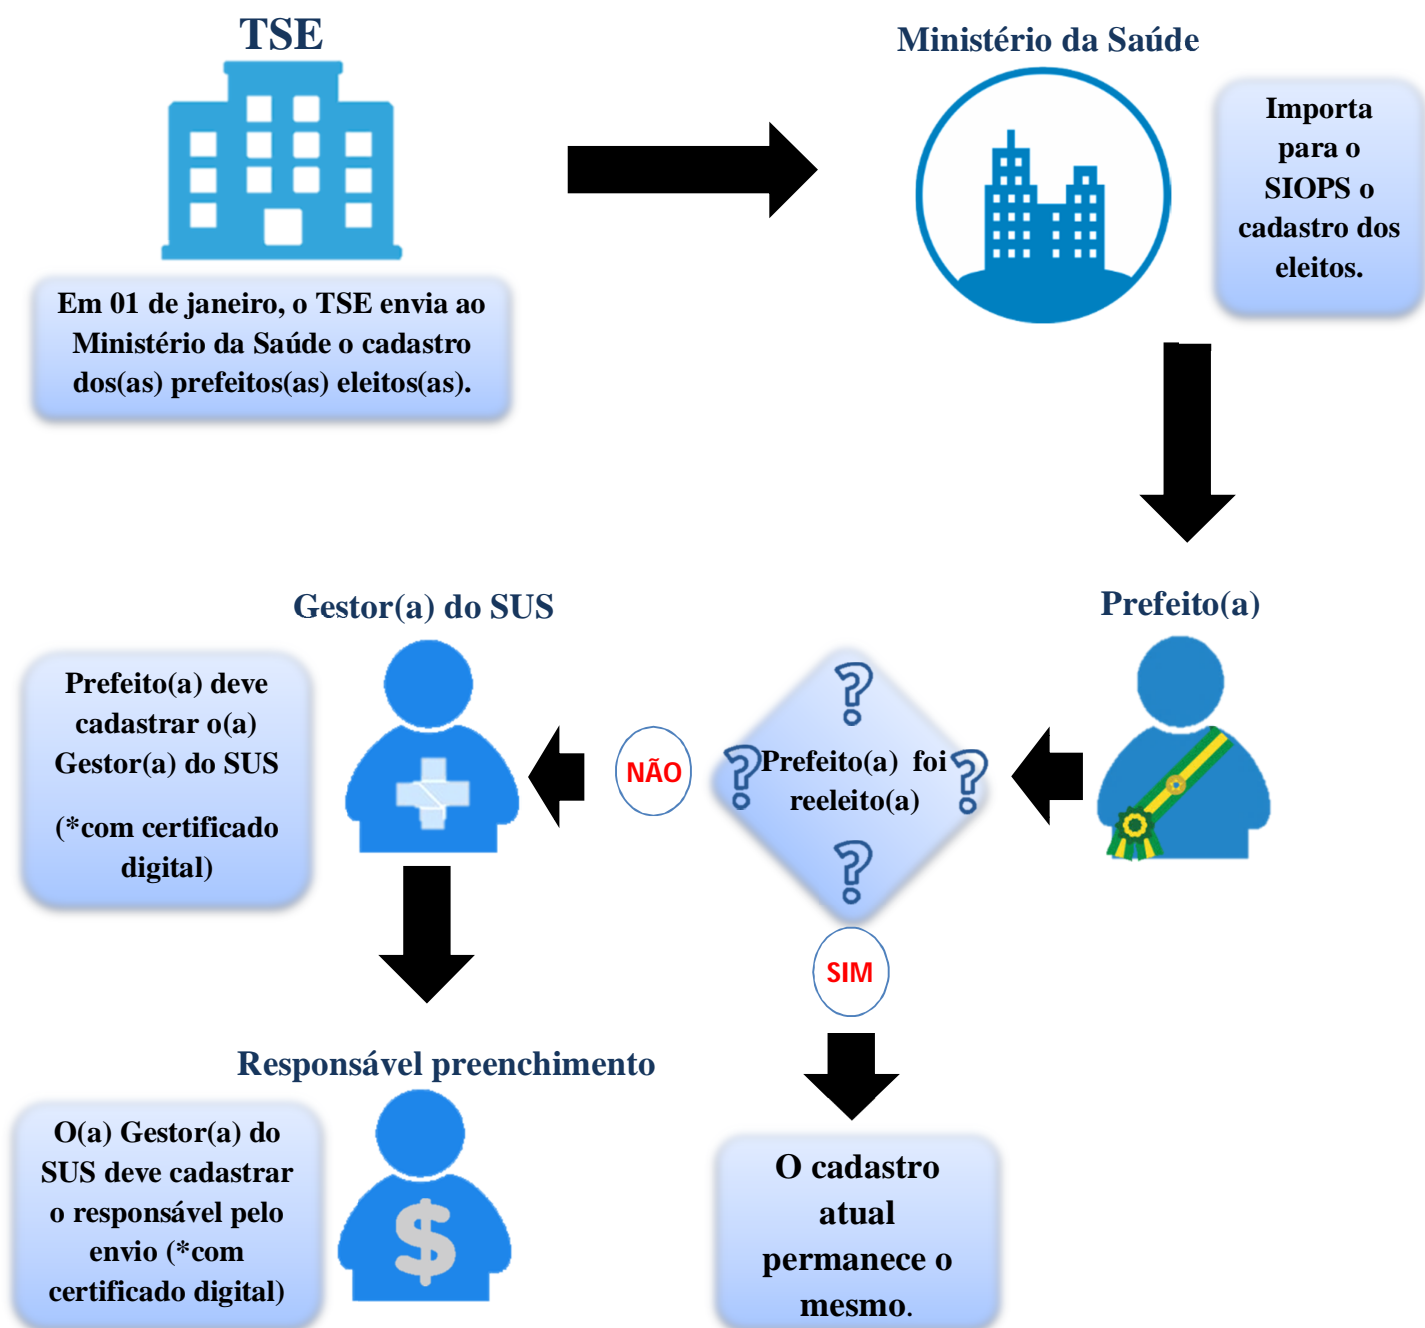 TSE
Ministério da Saúde
Importa
para o
SIOPS o
cadastro dos
eleitos.
Em 01 de janeiro, o TSE envia ao
Ministério da Saúde o cadastro
dos(as) prefeitos(as) eleitos(as).
Gestor(a) do SUS
Prefeito(a)
Prefeito(a) deve
cadastrar o(a)
Gestor(a) do SUS
(*com certificado
digital)
NÃO
?
?
Prefeito(a) foi
reeleito(a)
?
?
SIM
Responsável preenchimento
O(a) Gestor(a) do
SUS deve cadastrar
o responsável pelo
envio (*com
certificado digital)
$
O cadastro
atual
permanece o
mesmo.